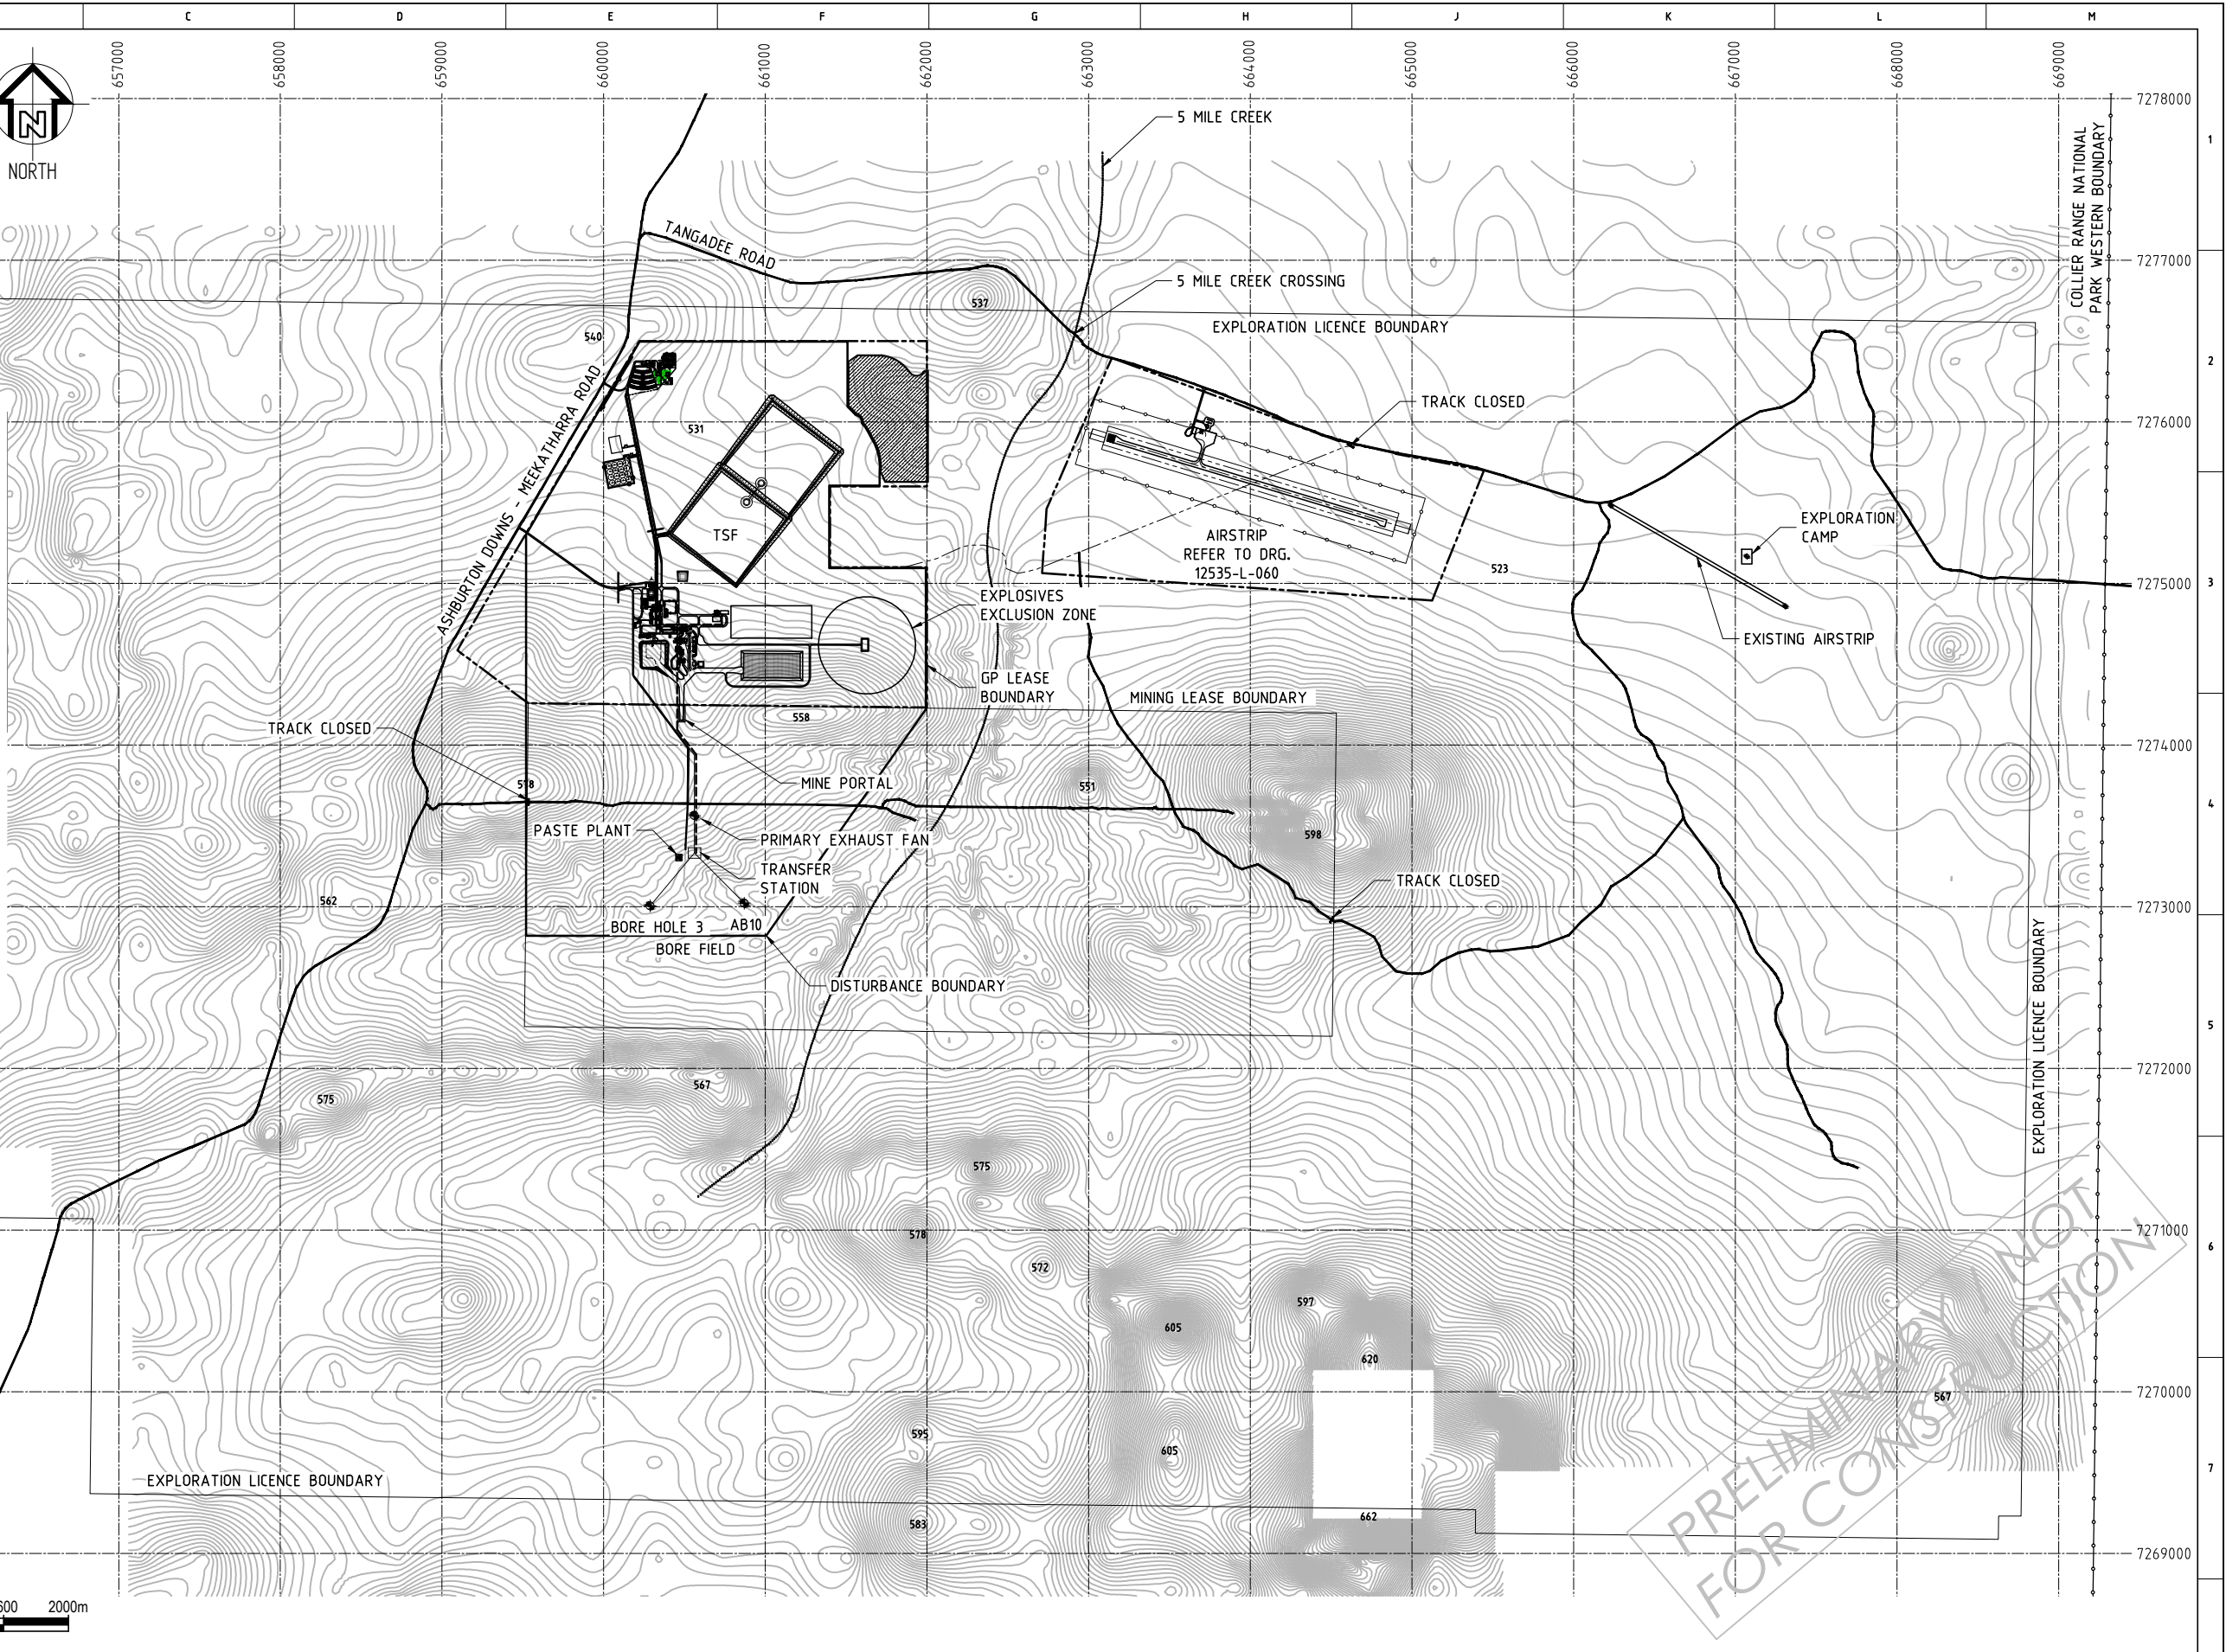 C D E F G H J K L M
657000 658000 659000 660000 661000 662000 663000 664000 665000 666000 667000 668000 669000
N
NORTH
7278000
1
5 MILE CREEK
COLLIER RANGE NATIONAL
PARK WESTERN BOUNDARY
TANGADEE ROAD
7277000
5 MILE CREEK CROSSING
537
EXPLORATION LICENCE BOUNDARY
540
2
ASHBURTON DOWNS - MEEKATHARRA ROAD
TRACK CLOSED
531
7276000
TSF
AIRSTRIP
REFER TO DRG.
12535-L-060
EXPLORATION
CAMP
523
7275000
3
EXPLOSIVES
EXCLUSION ZONE
EXISTING AIRSTRIP
GP LEASE
BOUNDARY
MINING LEASE BOUNDARY
558
TRACK CLOSED
7274000
578
MINE PORTAL
551
4
PASTE PLANT
PRIMARY EXHAUST FAN
598
TRANSFER
STATION
TRACK CLOSED
562
7273000
BORE HOLE 3
AB10
BORE FIELD
DISTURBANCE BOUNDARY
EXPLORATION LICENCE BOUNDARY
5
7272000
567
575
575
578
7271000
6
572
597
605
620
7270000
567
595
605
7
EXPLORATION LICENCE BOUNDARY
583
662
7269000
PRELIMINARY / NOT
FOR CONSTRUCTION
2000m